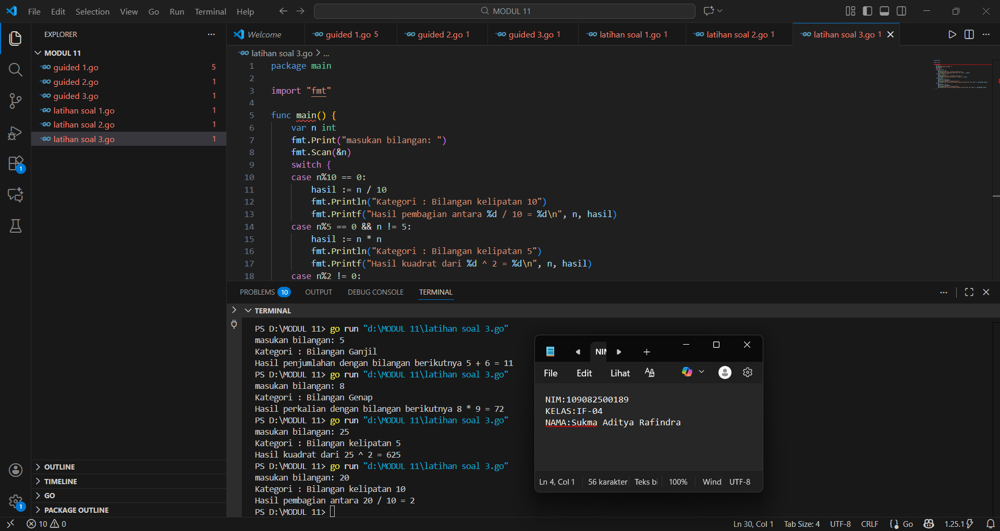 File Edit Selection View Go Run Terminal Help
MODUL 11
EXPLORER
MODUL 11
guided 1.go 5
guided 2.go 1
guided 3.go 1
latihan soal 1.go 1
latihan soal 2.go 1
latihan soal 3.go 1
1
OUTLINE
TIMELINE
GO
PACKAGE OUTLINE
1
Welcome
guided 1.go 5
guided 2.go 1
guided 3.go 1
latihan soal 1.go 1
latihan soal 2.go 1
latihan soal 3.go 1
latihan soal 3.go > ...
1 package main
2
3 import "fmt"
4
5 func main() {
6 var n int
7 fmt.Print("masukan bilangan: ")
8 fmt.Scan(&n)
9 switch {
10 case n%10 == 0:
11 hasil := n / 10
12 fmt.Println("Kategori : Bilangan kelipatan 10")
13 fmt.Printf("Hasil pembagian antara %d / 10 = %d\n", n, hasil)
14 case n%5 == 0 && n != 5:
15 hasil := n * n
16 fmt.Println("Kategori : Bilangan kelipatan 5")
17 fmt.Printf("Hasil kuadrat dari %d ^ 2 = %d\n", n, hasil)
18 case n%2 != 0:
PROBLEMS 10 OUTPUT DEBUG CONSOLE TERMINAL
TERMINAL
PS D:\MODUL 11> go run "d:\MODUL 11\latihan soal 3.go"
masukan bilangan: 5
Kategori : Bilangan Ganjil
Hasil penjumlahan dengan bilangan berikutnya 5 + 6 = 11
PS D:\MODUL 11> go run "d:\MODUL 11\latihan soal 3.go"
masukan bilangan: 8
Kategori : Bilangan Genap
Hasil perkalian dengan bilangan berikutnya 8 * 9 = 72
PS D:\MODUL 11> go run "d:\MODUL 11\latihan soal 3.go"
masukan bilangan: 25
Kategori : Bilangan kelipatan 5
Hasil kuadrat dari 25 ^ 2 = 625
PS D:\MODUL 11> go run "d:\MODUL 11\latihan soal 3.go"
masukan bilangan: 20
Kategori : Bilangan kelipatan 10
Hasil pembagian antara 20 / 10 = 2
PS D:\MODUL 11>
NIM
File Edit Lihat
NIM:109082500189
KELAS:IF-04
NAMA:Sukma Aditya Rafindra
Ln 4, Col 1 56 karakter Teks bi 100% Wind UTF-8
10 0
Ln 30, Col 1 Tab Size: 4 UTF-8 CRLF Go 1.25.1